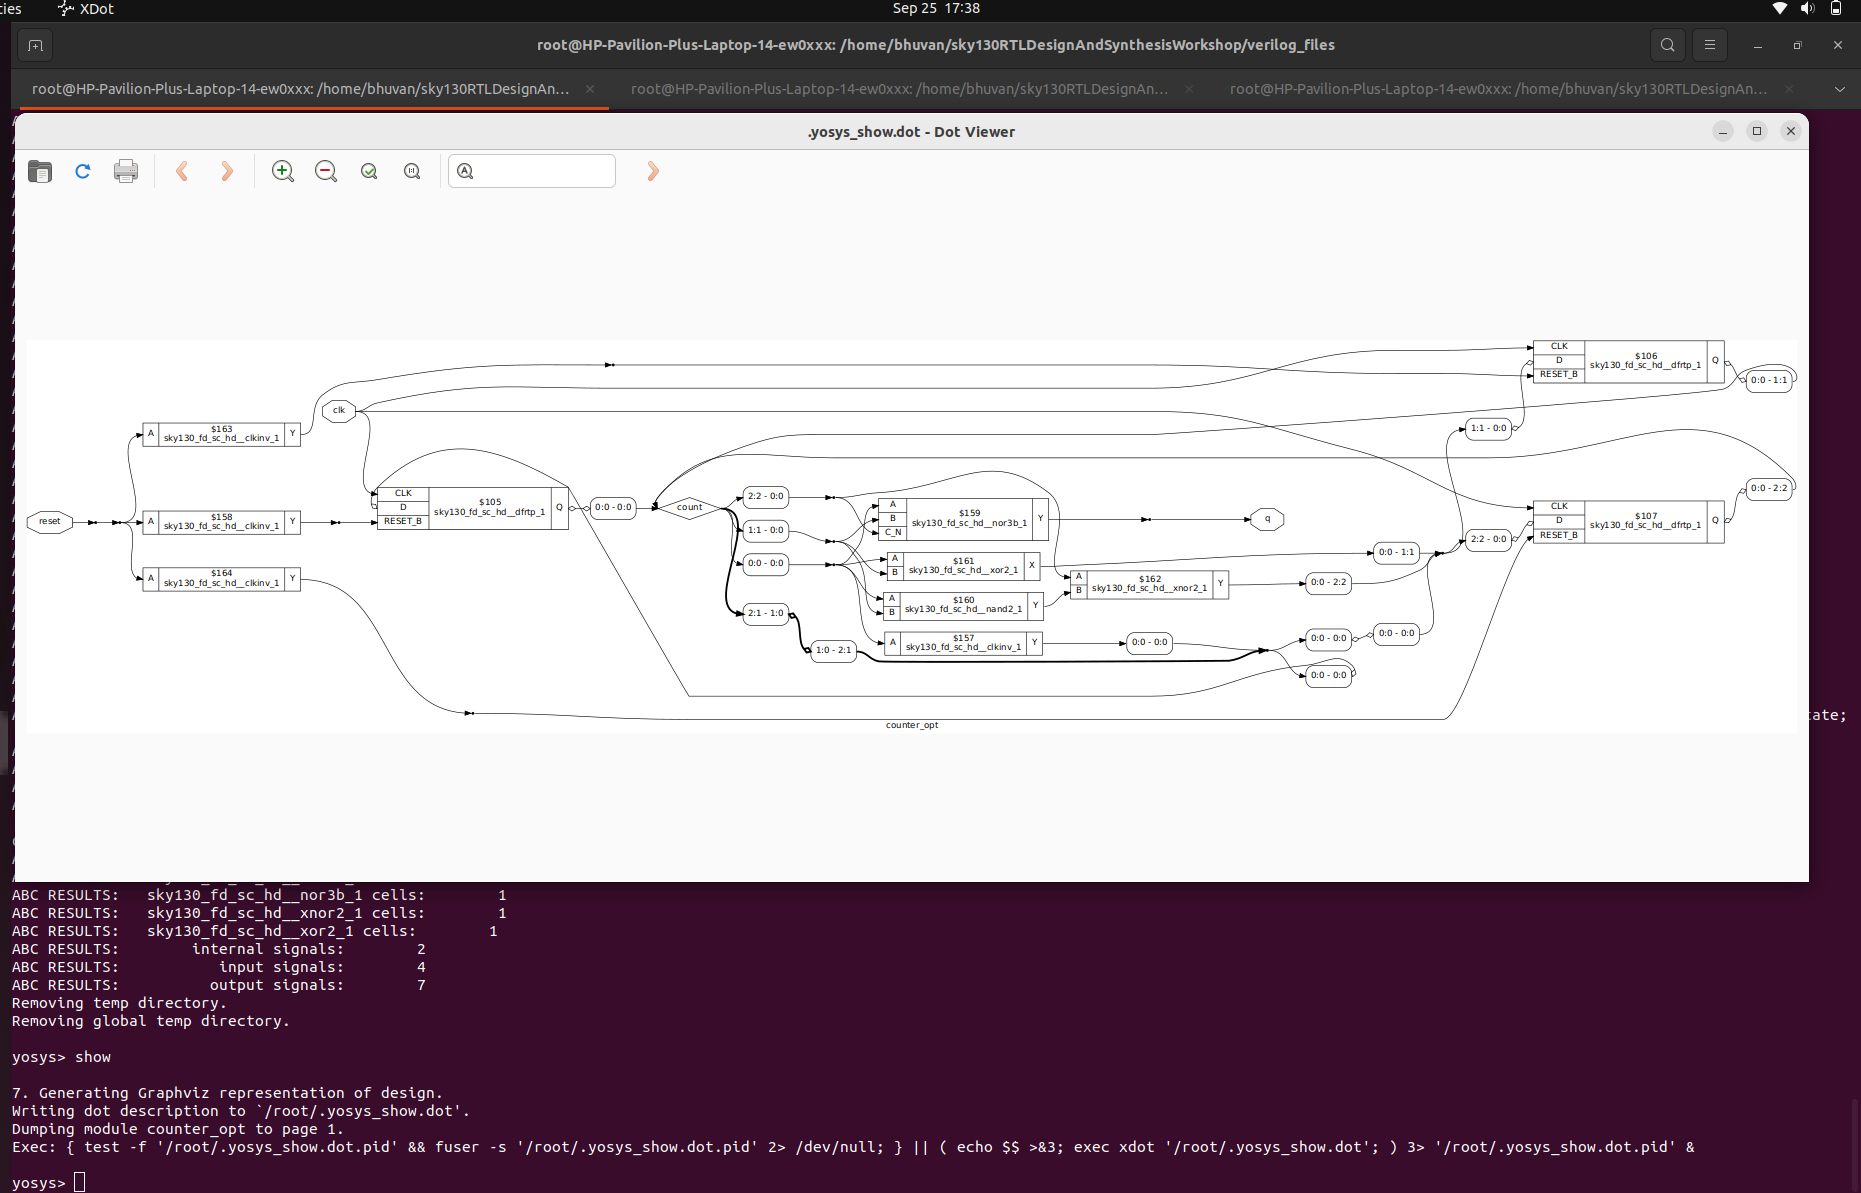 ties XDot Sep 25 17:38
root@HP-Pavilion-Plus-Laptop-14-ew0xxx: /home/bhuvan/sky130RTLDesignAndSynthesisWorkshop/verilog_files
root@HP-Pavilion-Plus-Laptop-14-ew0xxx: /home/bhuvan/sky130RTLDesignAn... root@HP-Pavilion-Plus-Laptop-14-ew0xxx: /home/bhuvan/sky130RTLDesignAn... root@HP-Pavilion-Plus-Laptop-14-ew0xxx: /home/bhuvan/sky130RTLDesignAn...
.yosys_show.dot - Dot Viewer
reset
A $163 sky130_fd_sc_hd__clkinv_1 Y
A $158 sky130_fd_sc_hd__clkinv_1 Y
A $164 sky130_fd_sc_hd__clkinv_1 Y
clk
CLK D RESET_B $105 sky130_fd_sc_hd__dfrtp_1 Q
0:0 - 0:0
count
2:2 - 0:0
1:1 - 0:0
0:0 - 0:0
2:1 - 1:0
1:0 - 2:1
A B C_N $159 sky130_fd_sc_hd__nor3b_1 Y
A B $161 sky130_fd_sc_hd__xor2_1 X
A B $160 sky130_fd_sc_hd__nand2_1 Y
A $157 sky130_fd_sc_hd__clkinv_1 Y
A B $162 sky130_fd_sc_hd__xnor2_1 Y
0:0 - 0:0
q
0:0 - 2:2
0:0 - 0:0
0:0 - 0:0
0:0 - 1:1
0:0 - 0:0
1:1 - 0:0
2:2 - 0:0
CLK D RESET_B $106 sky130_fd_sc_hd__dfrtp_1 Q
0:0 - 1:1
CLK D RESET_B $107 sky130_fd_sc_hd__dfrtp_1 Q
0:0 - 2:2
counter_opt
tate;
ABC RESULTS: sky130_fd_sc_hd__nor3b_1 cells: 1
ABC RESULTS: sky130_fd_sc_hd__xnor2_1 cells: 1
ABC RESULTS: sky130_fd_sc_hd__xor2_1 cells: 1
ABC RESULTS: internal signals: 2
ABC RESULTS: input signals: 4
ABC RESULTS: output signals: 7
Removing temp directory.
Removing global temp directory.
yosys> show
7. Generating Graphviz representation of design.
Writing dot description to `/root/.yosys_show.dot'.
Dumping module counter_opt to page 1.
Exec: { test -f '/root/.yosys_show.dot.pid' && fuser -s '/root/.yosys_show.dot.pid' 2> /dev/null; } || ( echo $$ >&3; exec xdot '/root/.yosys_show.dot'; ) 3> '/root/.yosys_show.dot.pid' &
yosys>